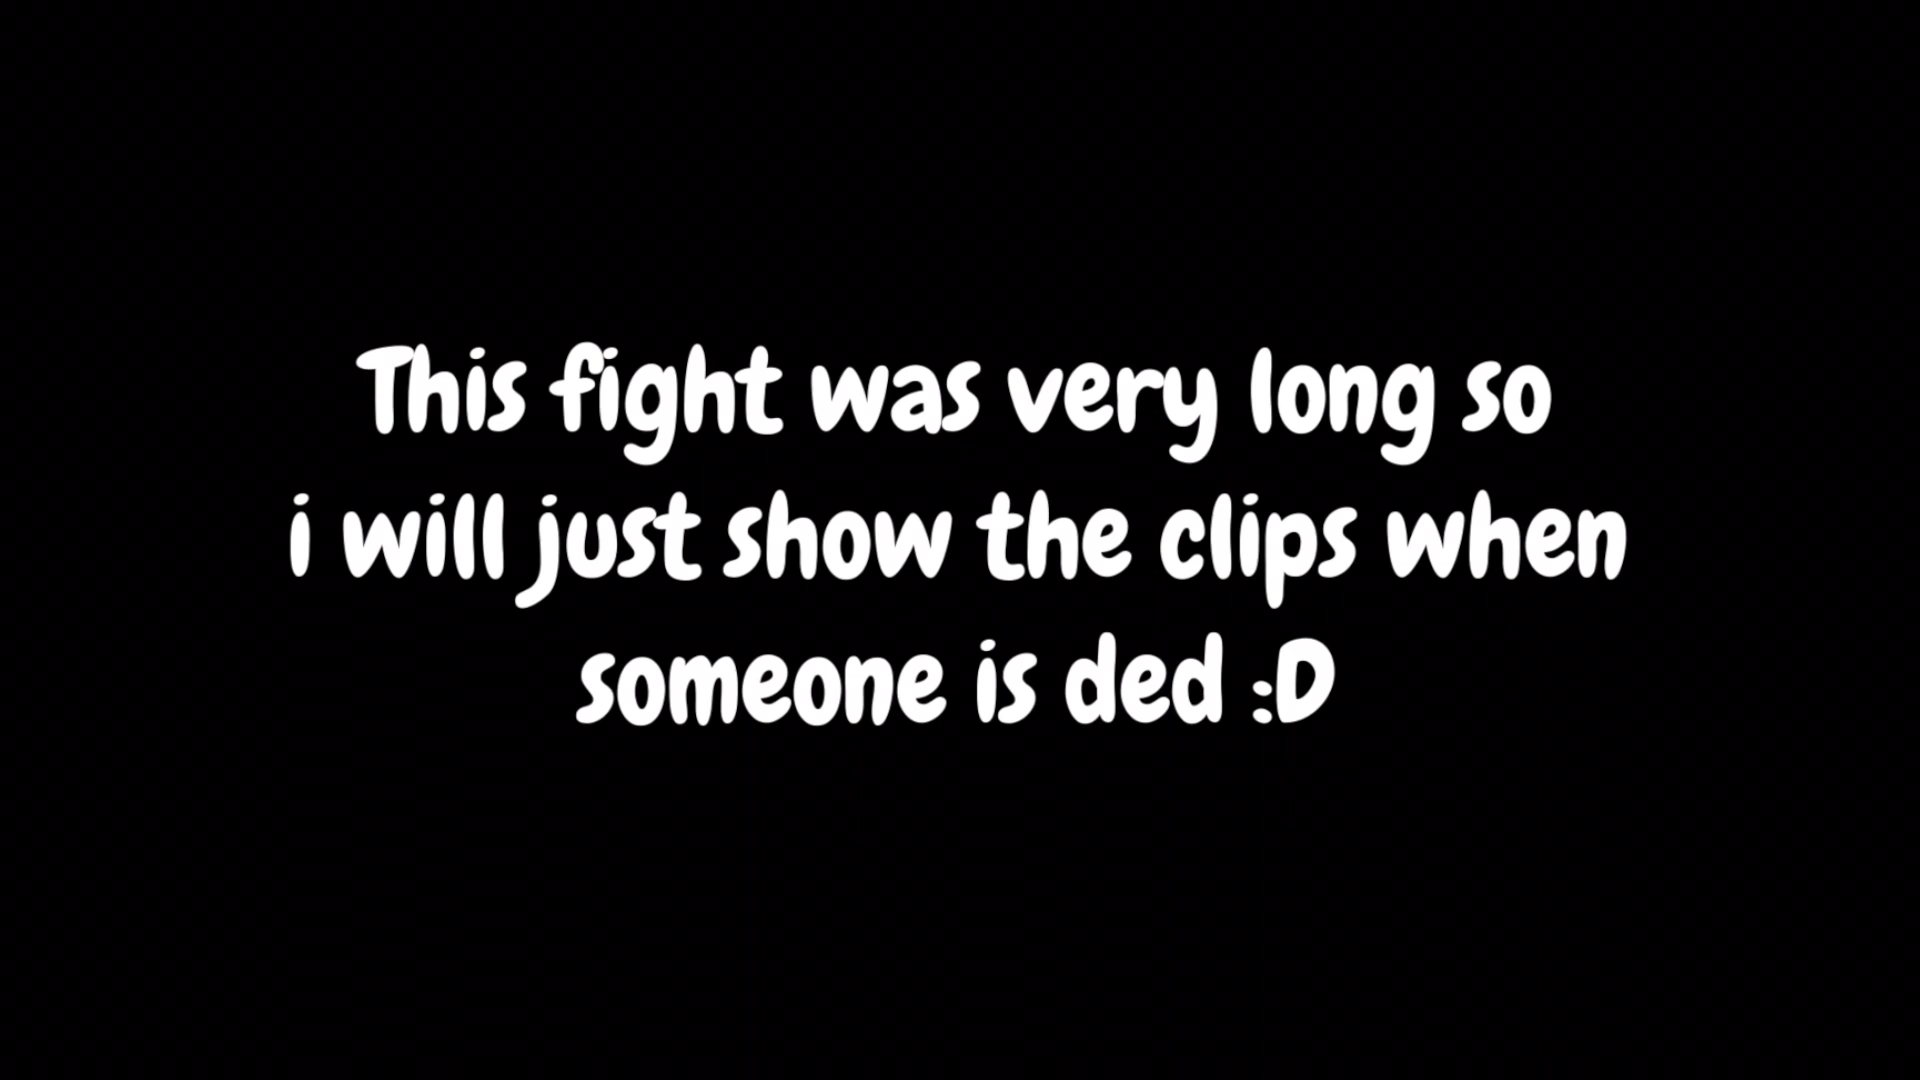 This fight was very long so
i will just show the clips when
someone is ded :D